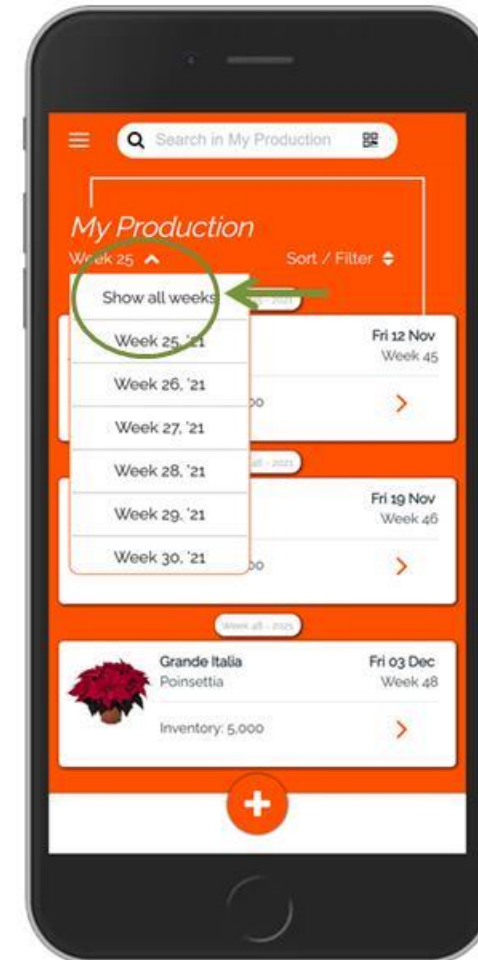 Search in My Production
My Production
Week 25
Sort / Filter
Show all weeks
Week 25, '21
Week 26, '21
Week 27, '21
Week 28, '21
Week 29, '21
Week 30, '21
Fri 12 Nov
Week 45
Fri 19 Nov
Week 46
Week 48 - 2021
Grande Italia
Poinsettia
Fri 03 Dec
Week 48
Inventory: 5,000